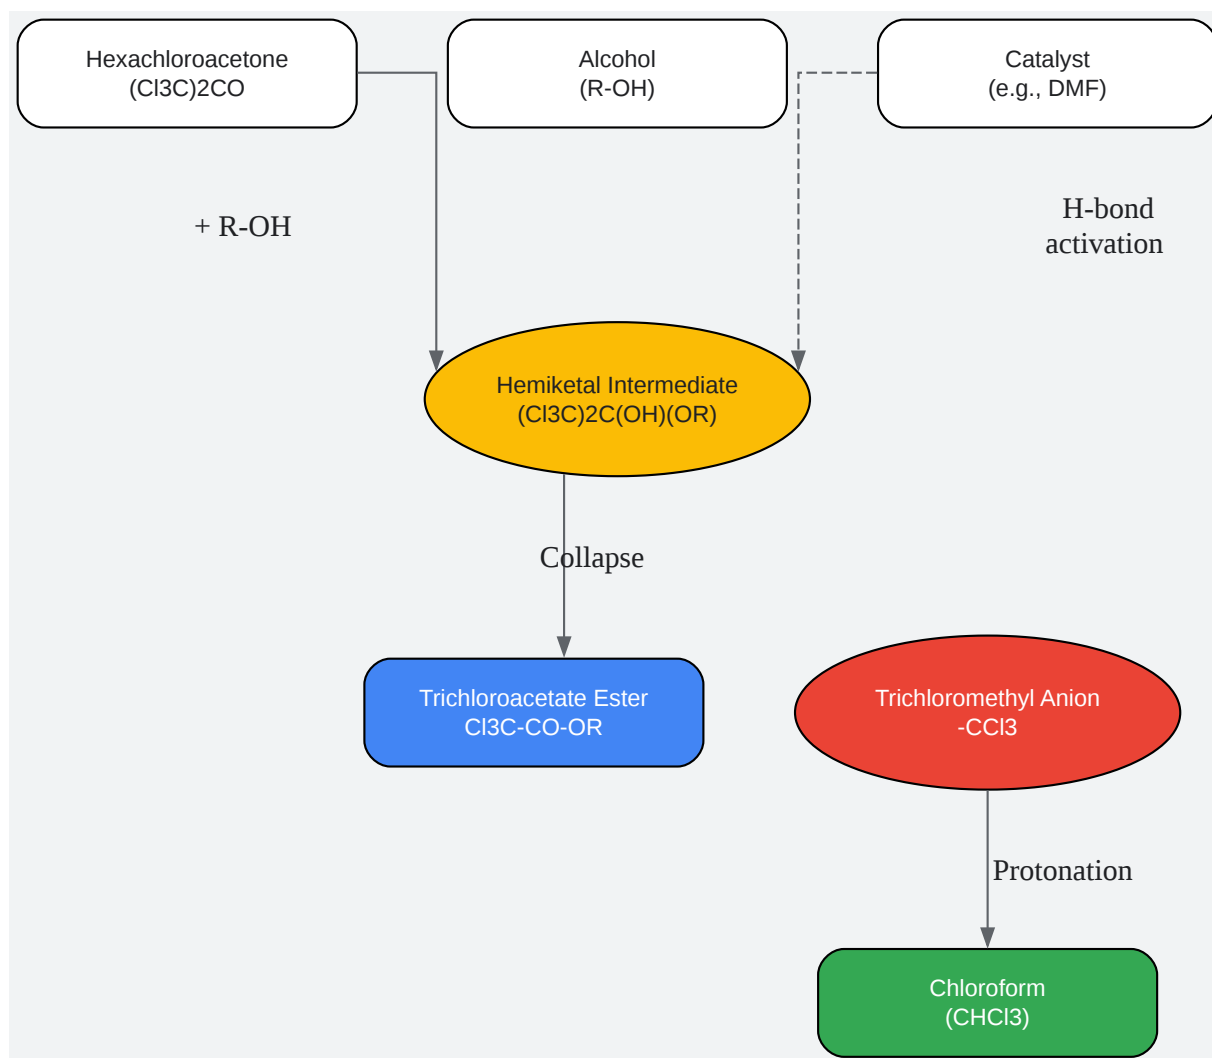 Hexachloroacetone
(Cl3C)2CO
Alcohol
(R-OH)
Catalyst
(e.g., DMF)
+ R-OH
H-bond
activation
Hemiketal Intermediate
(Cl3C)2C(OH)(OR)
Collapse
Trichloroacetate Ester
Cl3C-CO-OR
Trichloromethyl Anion
-CCl3
Protonation
Chloroform
(CHCl3)